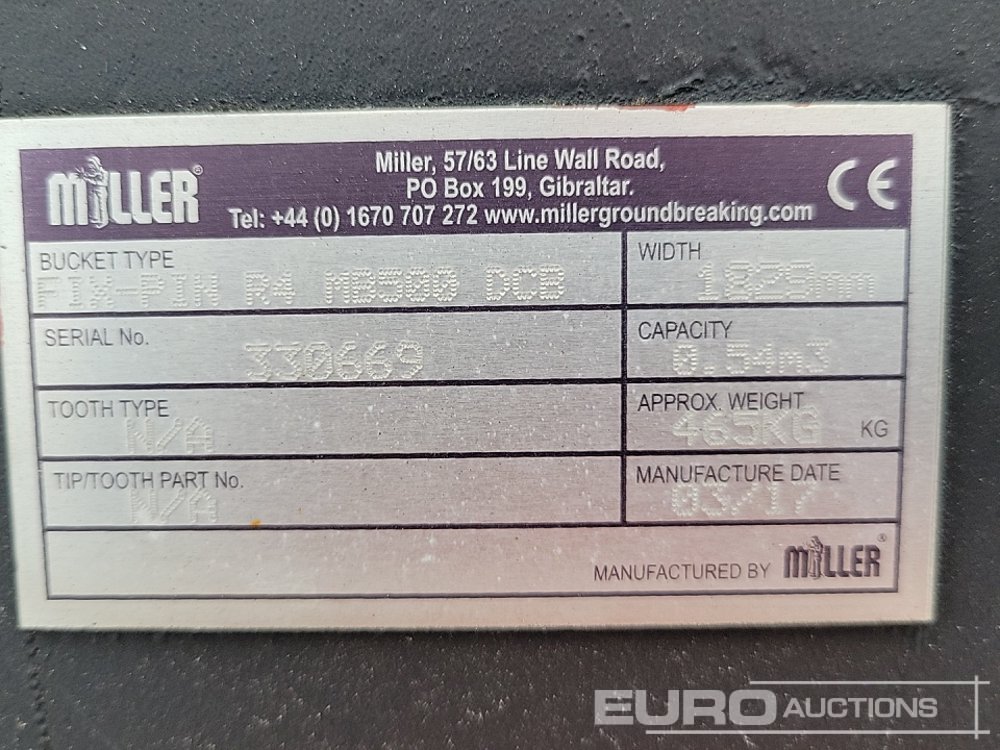 MILLER®
Miller, 57/63 Line Wall Road,
PO Box 199, Gibraltar.
Tel: +44 (0) 1670 707 272 www.millergroundbreaking.com
CE
BUCKET TYPE
FIX-PIN R4 MB500 DCB
WIDTH
1829mm
SERIAL No.
330669
CAPACITY
0.54m3
TOOTH TYPE
N/A
APPROX. WEIGHT
465KG KG
TIP/TOOTH PART No.
N/A
MANUFACTURE DATE
03/17
MANUFACTURED BY MILLER®
EURO AUCTIONS